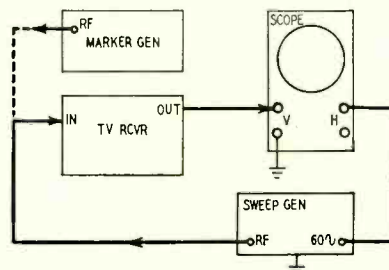 RF
MARKER GEN
SCOPE
OUT
IN
TV RCVR
V H
SWEEP GEN
RF 60∿